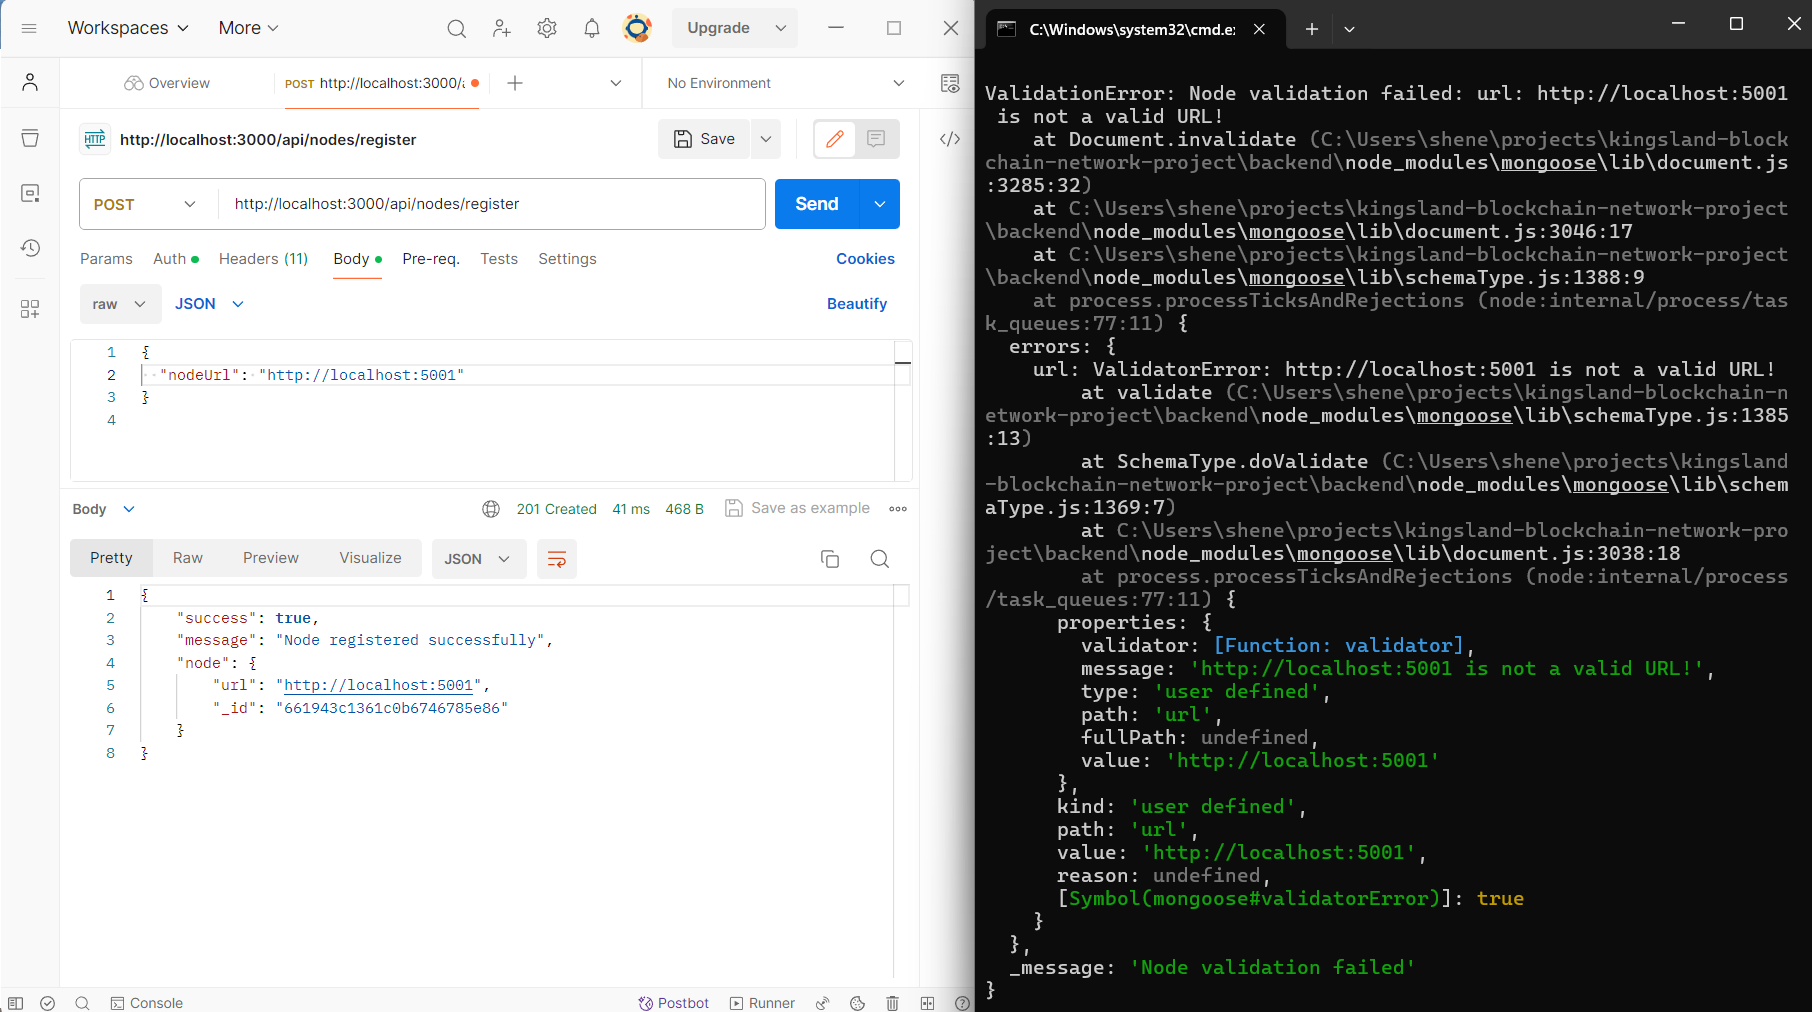 Workspaces More Upgrade
Overview POST http://localhost:3000/a No Environment
HTTP http://localhost:3000/api/nodes/register Save
POST http://localhost:3000/api/nodes/register Send
Params Auth Headers (11) Body Pre-req. Tests Settings Cookies
raw JSON Beautify
1 {
2 "nodeUrl": "http://localhost:5001"
3 }
4
Body 201 Created 41 ms 468 B Save as example
Pretty Raw Preview Visualize JSON
1 {
2 "success": true,
3 "message": "Node registered successfully",
4 "node": {
5 "url": "http://localhost:5001",
6 "_id": "661943c1361c0b6746785e86"
7 }
8 }
Console Postbot Runner
C:\Windows\system32\cmd.e
ValidationError: Node validation failed: url: http://localhost:5001
is not a valid URL!
at Document.invalidate (C:\Users\shene\projects\kingsland-block
chain-network-project\backend\node_modules\mongoose\lib\document.js
:3285:32)
at C:\Users\shene\projects\kingsland-blockchain-network-project
\backend\node_modules\mongoose\lib\document.js:3046:17
at C:\Users\shene\projects\kingsland-blockchain-network-project
\backend\node_modules\mongoose\lib\schemaType.js:1388:9
at process.processTicksAndRejections (node:internal/process/tas
k_queues:77:11) {
errors: {
url: ValidatorError: http://localhost:5001 is not a valid URL!
at validate (C:\Users\shene\projects\kingsland-blockchain-n
etwork-project\backend\node_modules\mongoose\lib\schemaType.js:1385
:13)
at SchemaType.doValidate (C:\Users\shene\projects\kingsland
-blockchain-network-project\backend\node_modules\mongoose\lib\schem
aType.js:1369:7)
at C:\Users\shene\projects\kingsland-blockchain-network-pro
ject\backend\node_modules\mongoose\lib\document.js:3038:18
at process.processTicksAndRejections (node:internal/process
/task_queues:77:11) {
properties: {
validator: [Function: validator],
message: 'http://localhost:5001 is not a valid URL!',
type: 'user defined',
path: 'url',
fullPath: undefined,
value: 'http://localhost:5001'
},
kind: 'user defined',
path: 'url',
value: 'http://localhost:5001',
reason: undefined,
[Symbol(mongoose#validatorError)]: true
}
},
_message: 'Node validation failed'
}